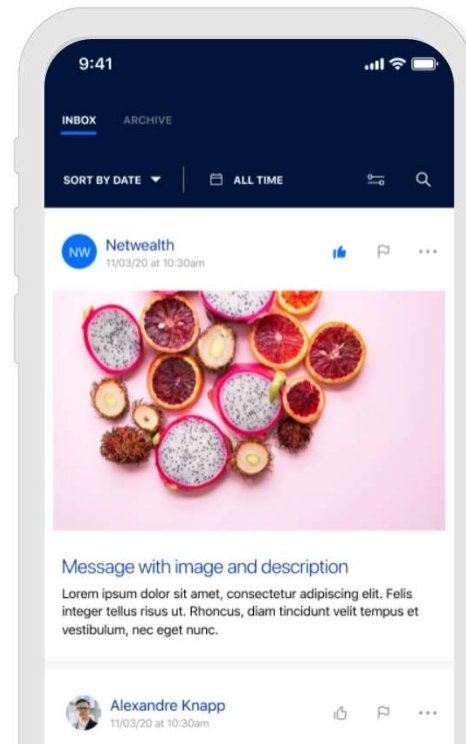 9:41
INBOX ARCHIVE
SORT BY DATE ALL TIME
NW Netwealth
11/03/20 at 10:30am
Message with image and description
Lorem ipsum dolor sit amet, consectetur adipiscing elit. Felis
integer tellus risus ut. Rhoncus, diam tincidunt velit tempus et
vestibulum, nec eget nunc.
Alexandre Knapp
11/03/20 at 10:30am